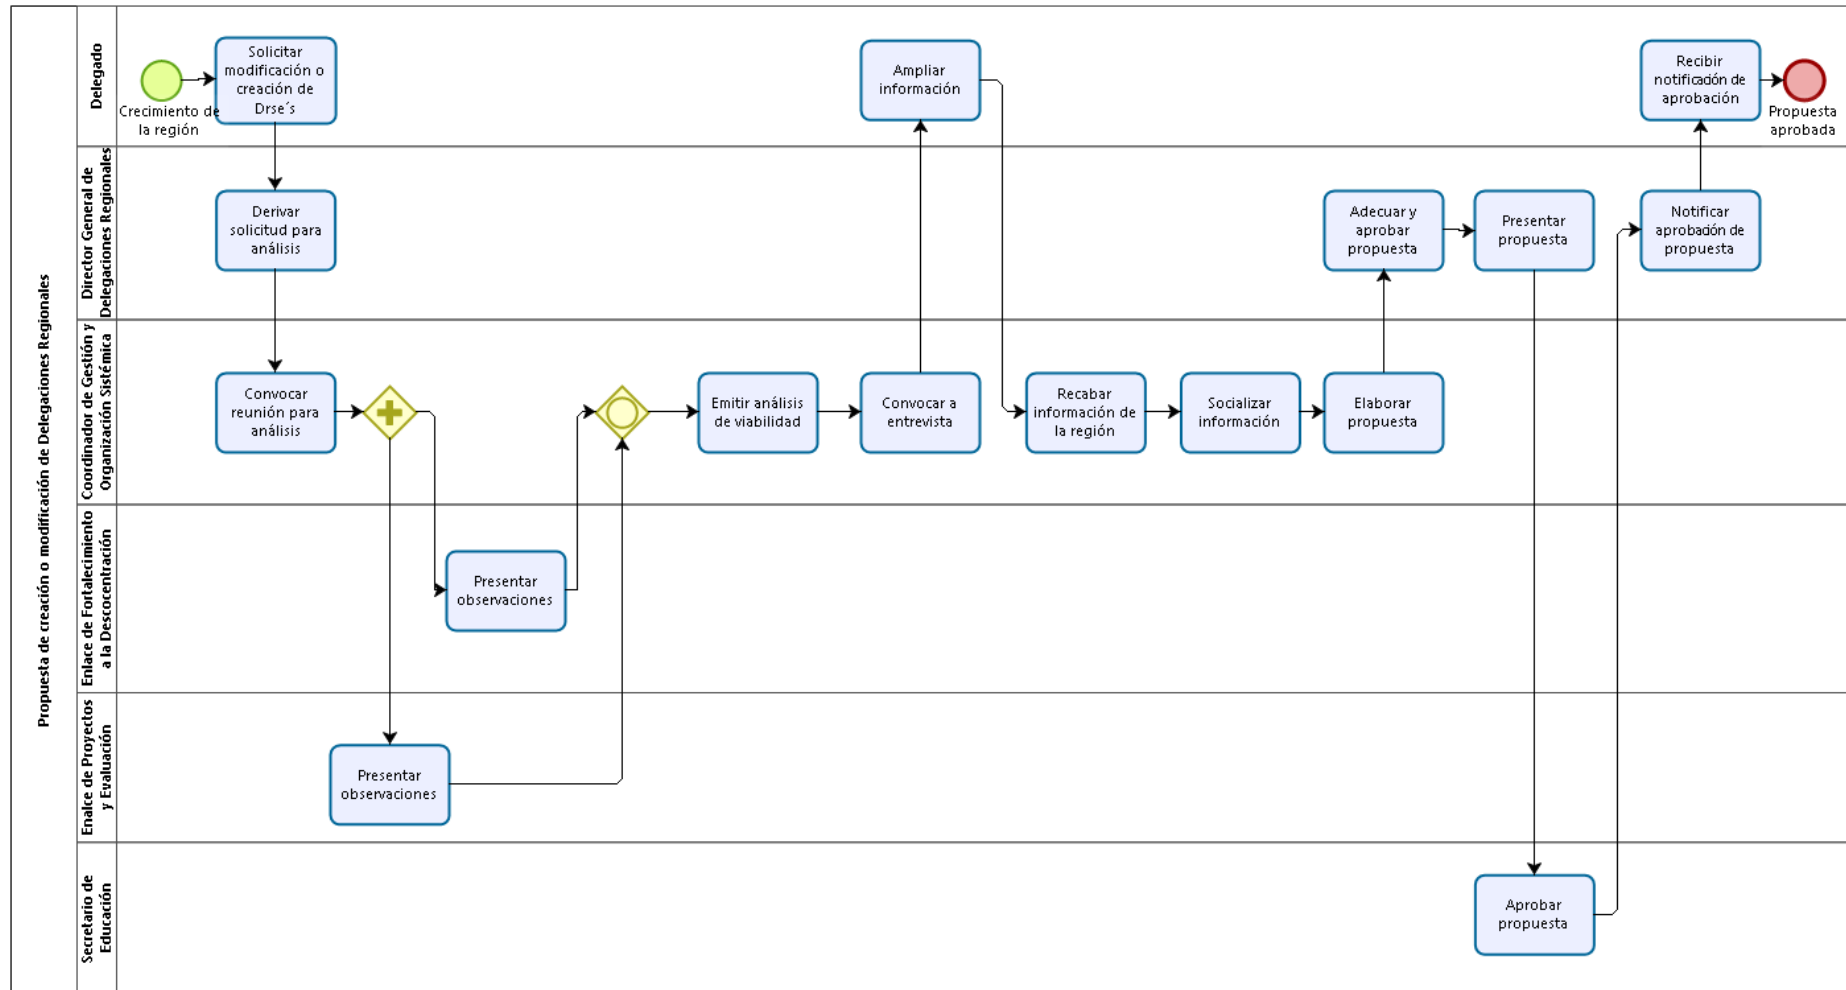 Propuesta de creación o modificación de Delegaciones Regionales
Delegado
Crecimiento de
la región
Solicitar
modificación o
creación de
Drse´s
Ampliar
información
Recibir
notificación de
aprobación
Propuesta
aprobada
Director General de
Delegaciones Regionales
Derivar
solicitud para
análisis
Adecuar y
aprobar
propuesta
Presentar
propuesta
Notificar
aprobación de
propuesta
Coordinador de Gestión y
Organización Sistémica
Convocar
reunión para
análisis
Emitir análisis
de viabilidad
Convocar a
entrevista
Recabar
información de
la región
Socializar
información
Elaborar
propuesta
Enlace de Fortalecimiento
a la Descocentración
Presentar
observaciones
Enalce de Proyectos
y Evaluación
Presentar
observaciones
Secretario de
Educación
Aprobar
propuesta